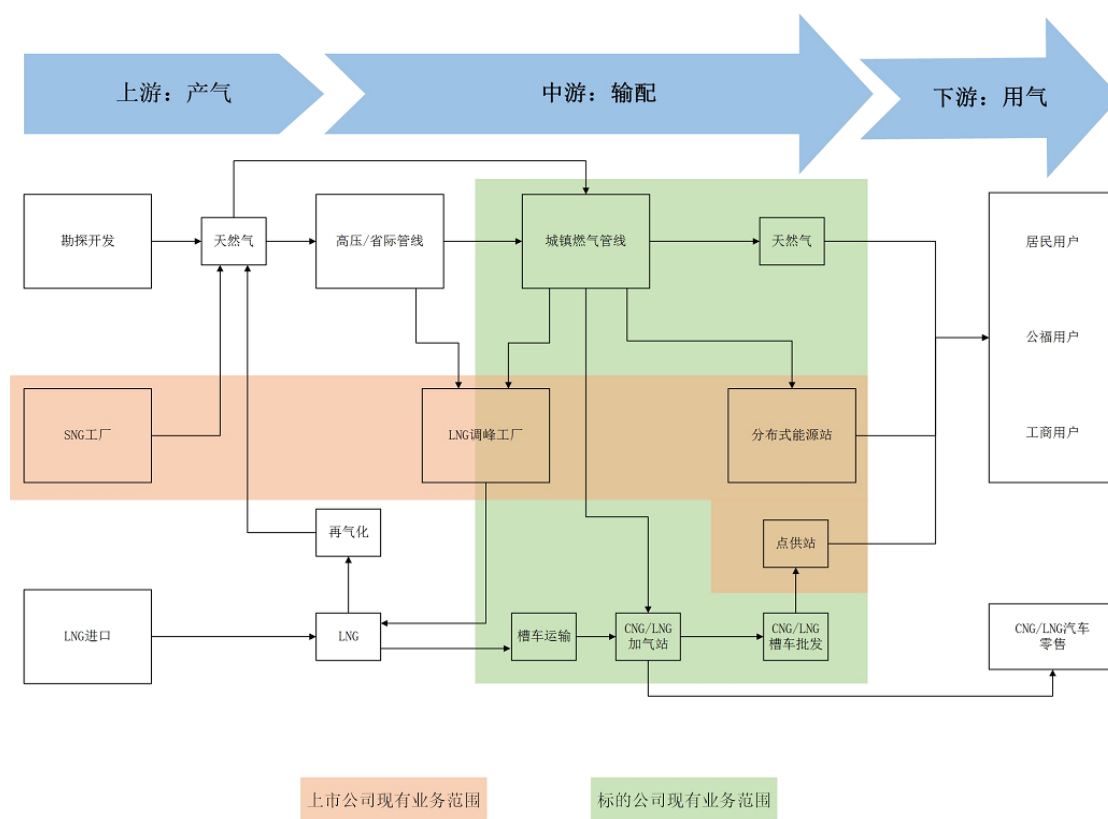 上游：产气
中游：输配
下游：用气
勘探开发
天然气
高压/省际管线
城镇燃气管线
天然气
居民用户
公福用户
SNG工厂
LNG调峰工厂
分布式能源站
工商用户
再气化
点供站
LNG进口
LNG
槽车运输
CNG/LNG
加气站
CNG/LNG
槽车批发
CNG/LNG汽车
零售
上市公司现有业务范围
标的公司现有业务范围